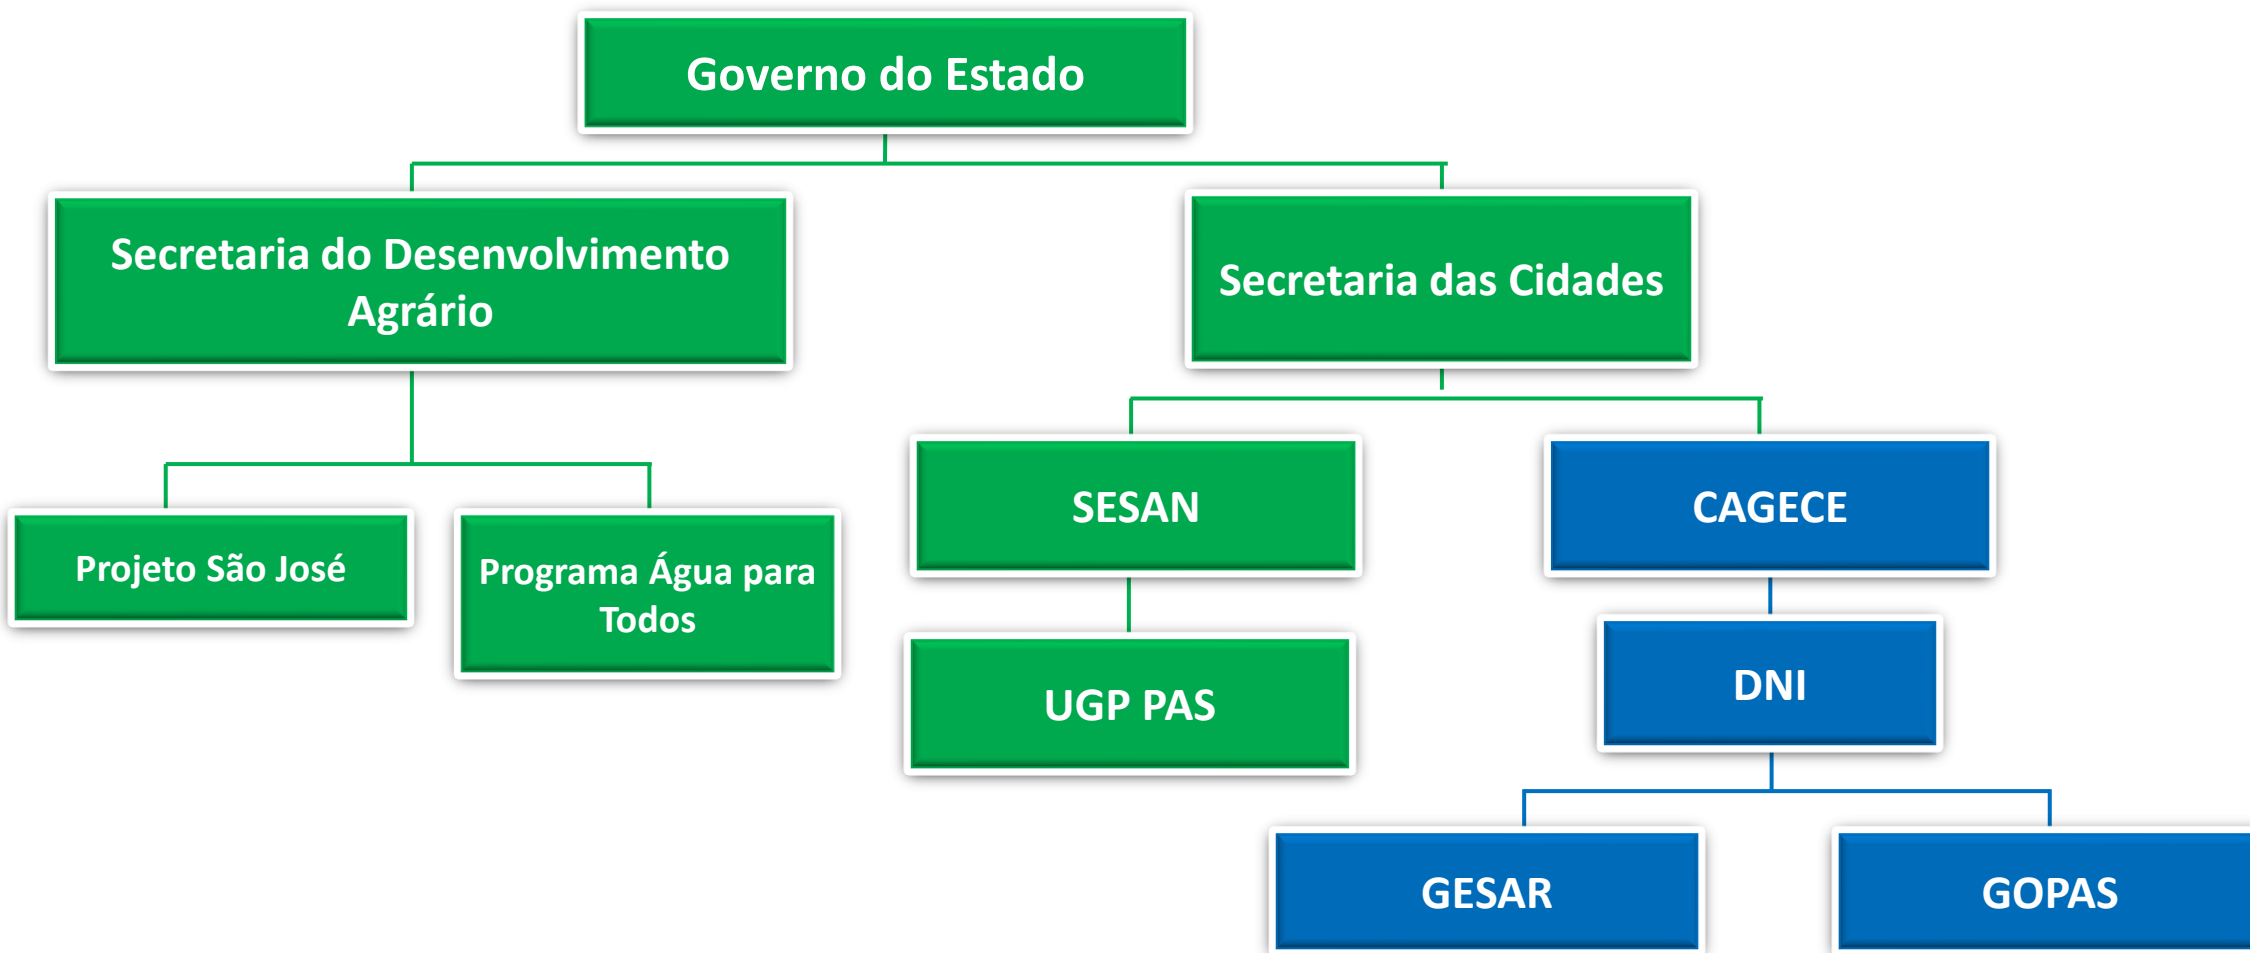 Governo do Estado
Secretaria do Desenvolvimento
Agrário
Secretaria das Cidades
SESAN
CAGECE
Projeto São José
Programa Água para
Todos
UGP PAS
DNI
GESAR
GOPAS